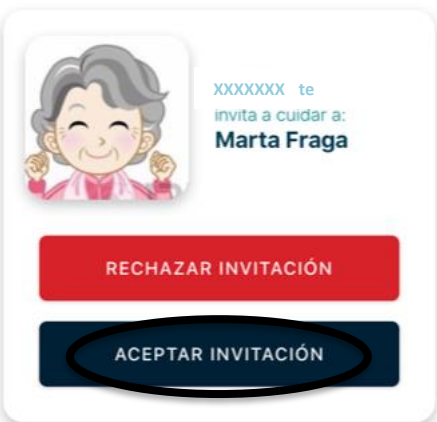 XXXXXXX te
invita a cuidar a:
Marta Fraga
RECHAZAR INVITACIÓN
ACEPTAR INVITACIÓN